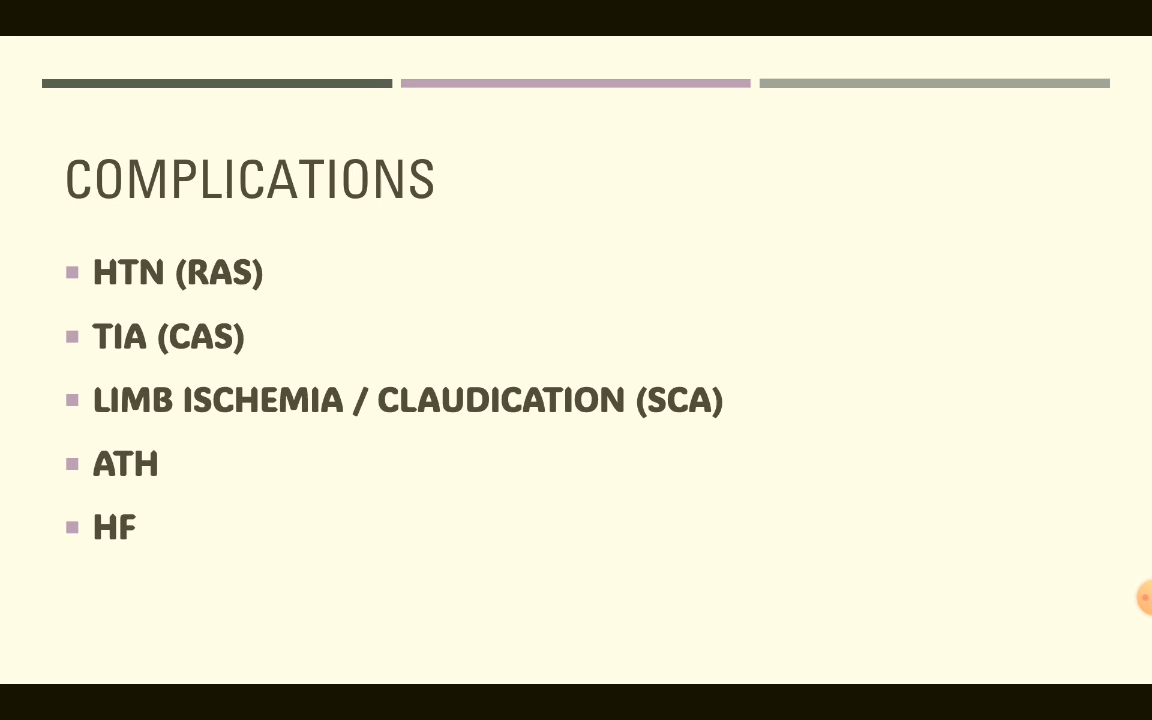 COMPLICATIONS
HTN (RAS)
TIA (CAS)
LIMB ISCHEMIA / CLAUDICATION (SCA)
ATH
HF